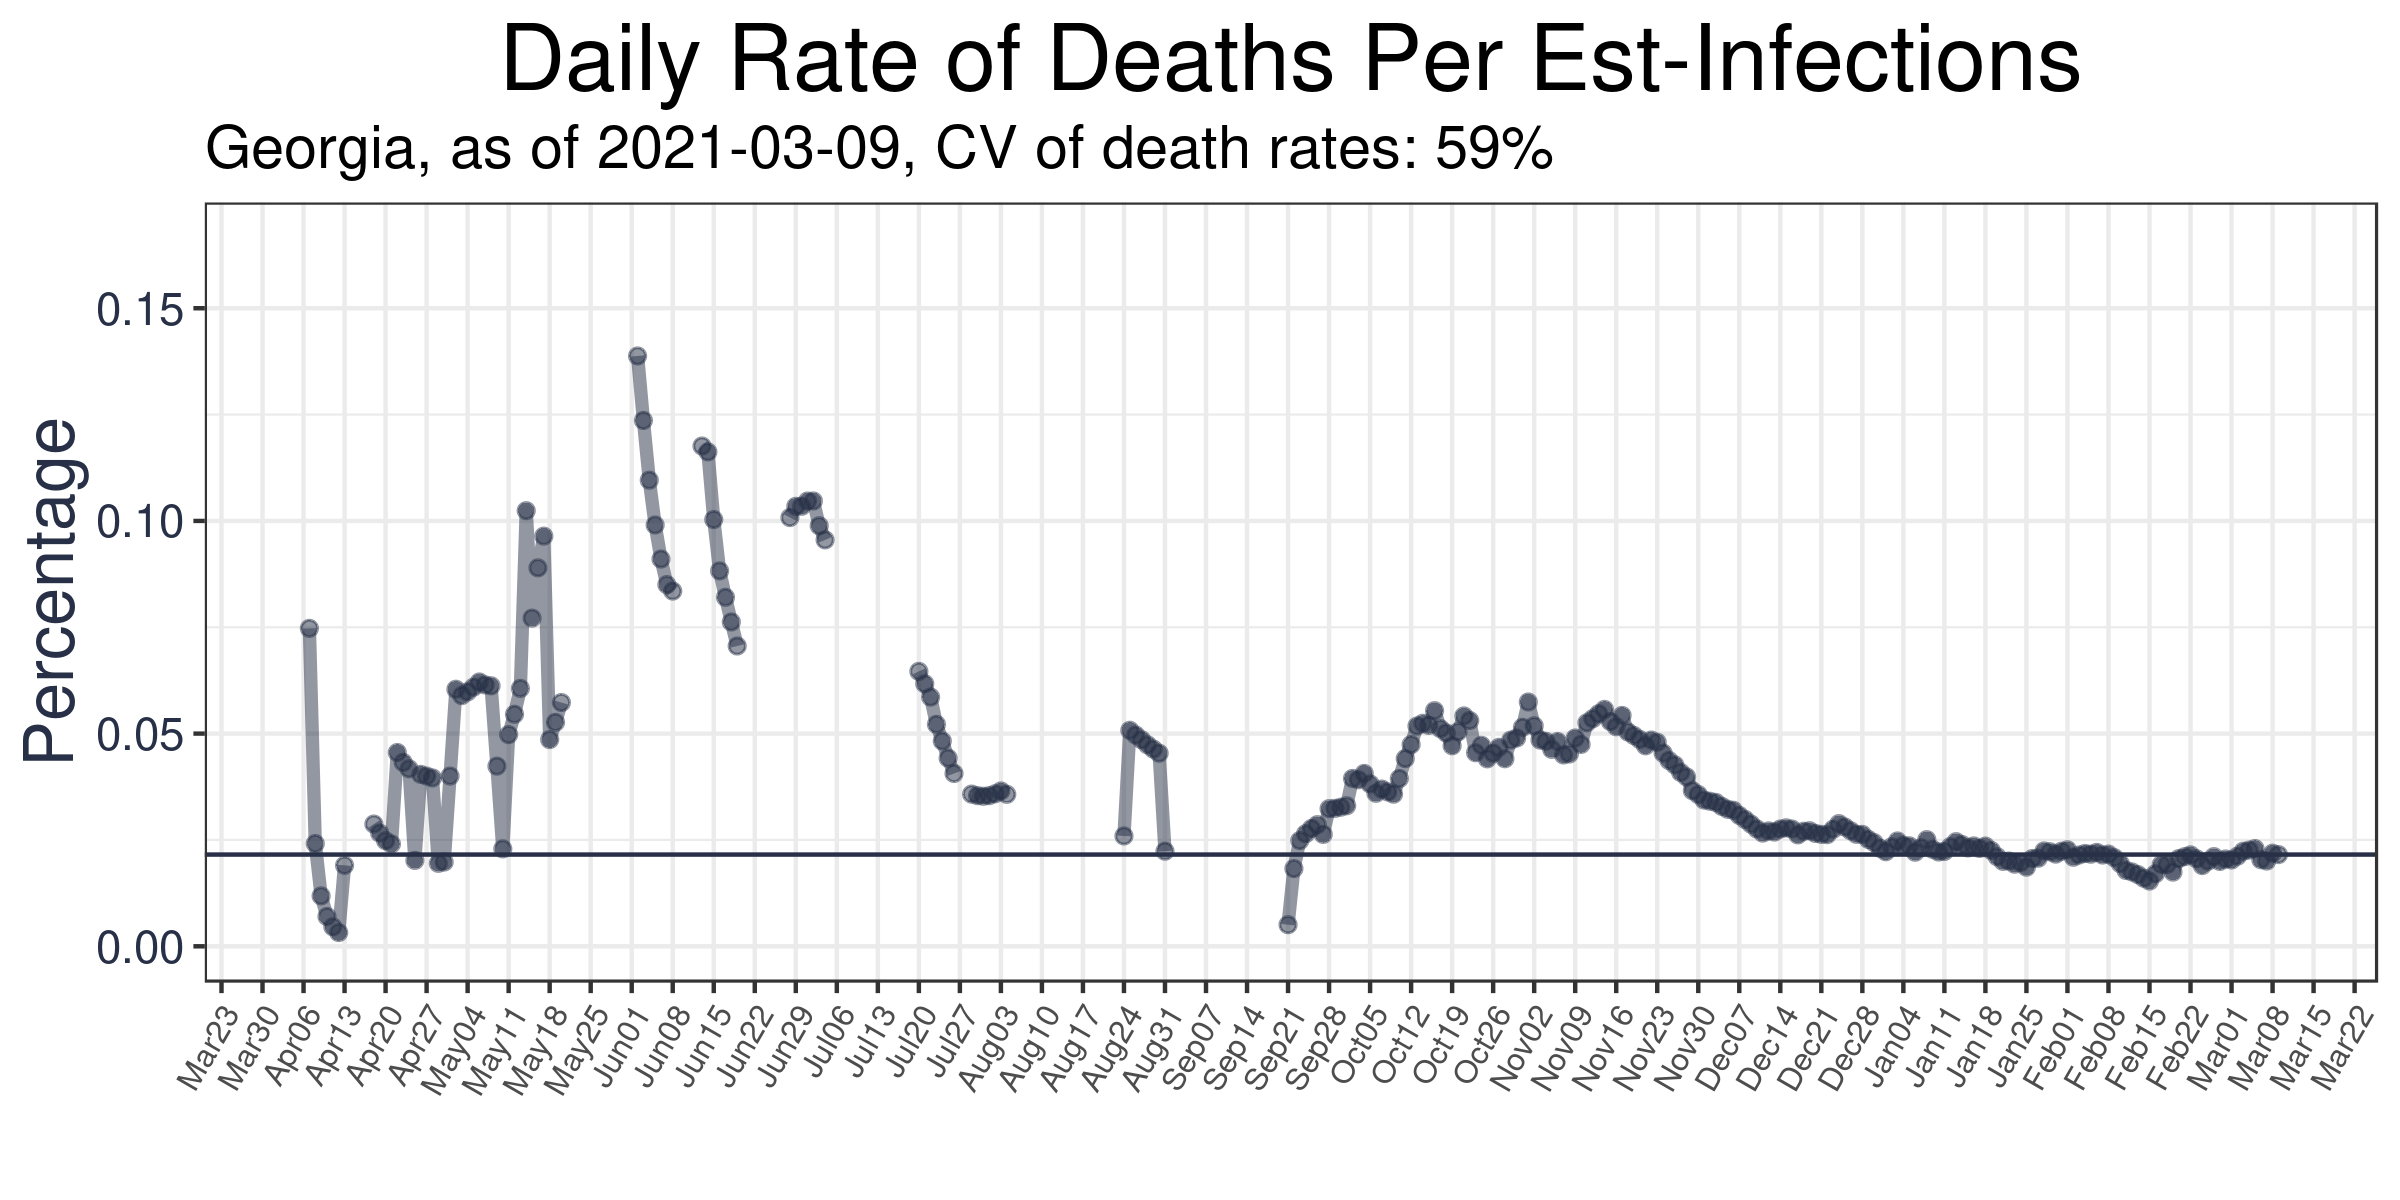 Daily Rate of Deaths Per Est-Infections
Georgia, as of 2021-03-09, CV of death rates: 59%
Percentage
0.15
0.10
0.05
0.00
Mar23 Mar30 Apr06 Apr13 Apr20 Apr27 May04 May11 May18 May25 Jun01 Jun08 Jun15 Jun22 Jun29 Jul06 Jul13 Jul20 Jul27 Aug03 Aug10 Aug17 Aug24 Aug31 Sep07 Sep14 Sep21 Sep28 Oct05 Oct12 Oct19 Oct26 Nov02 Nov09 Nov16 Nov23 Nov30 Dec07 Dec14 Dec21 Dec28 Jan04 Jan11 Jan18 Jan25 Feb01 Feb08 Feb15 Feb22 Mar01 Mar08 Mar15 Mar22